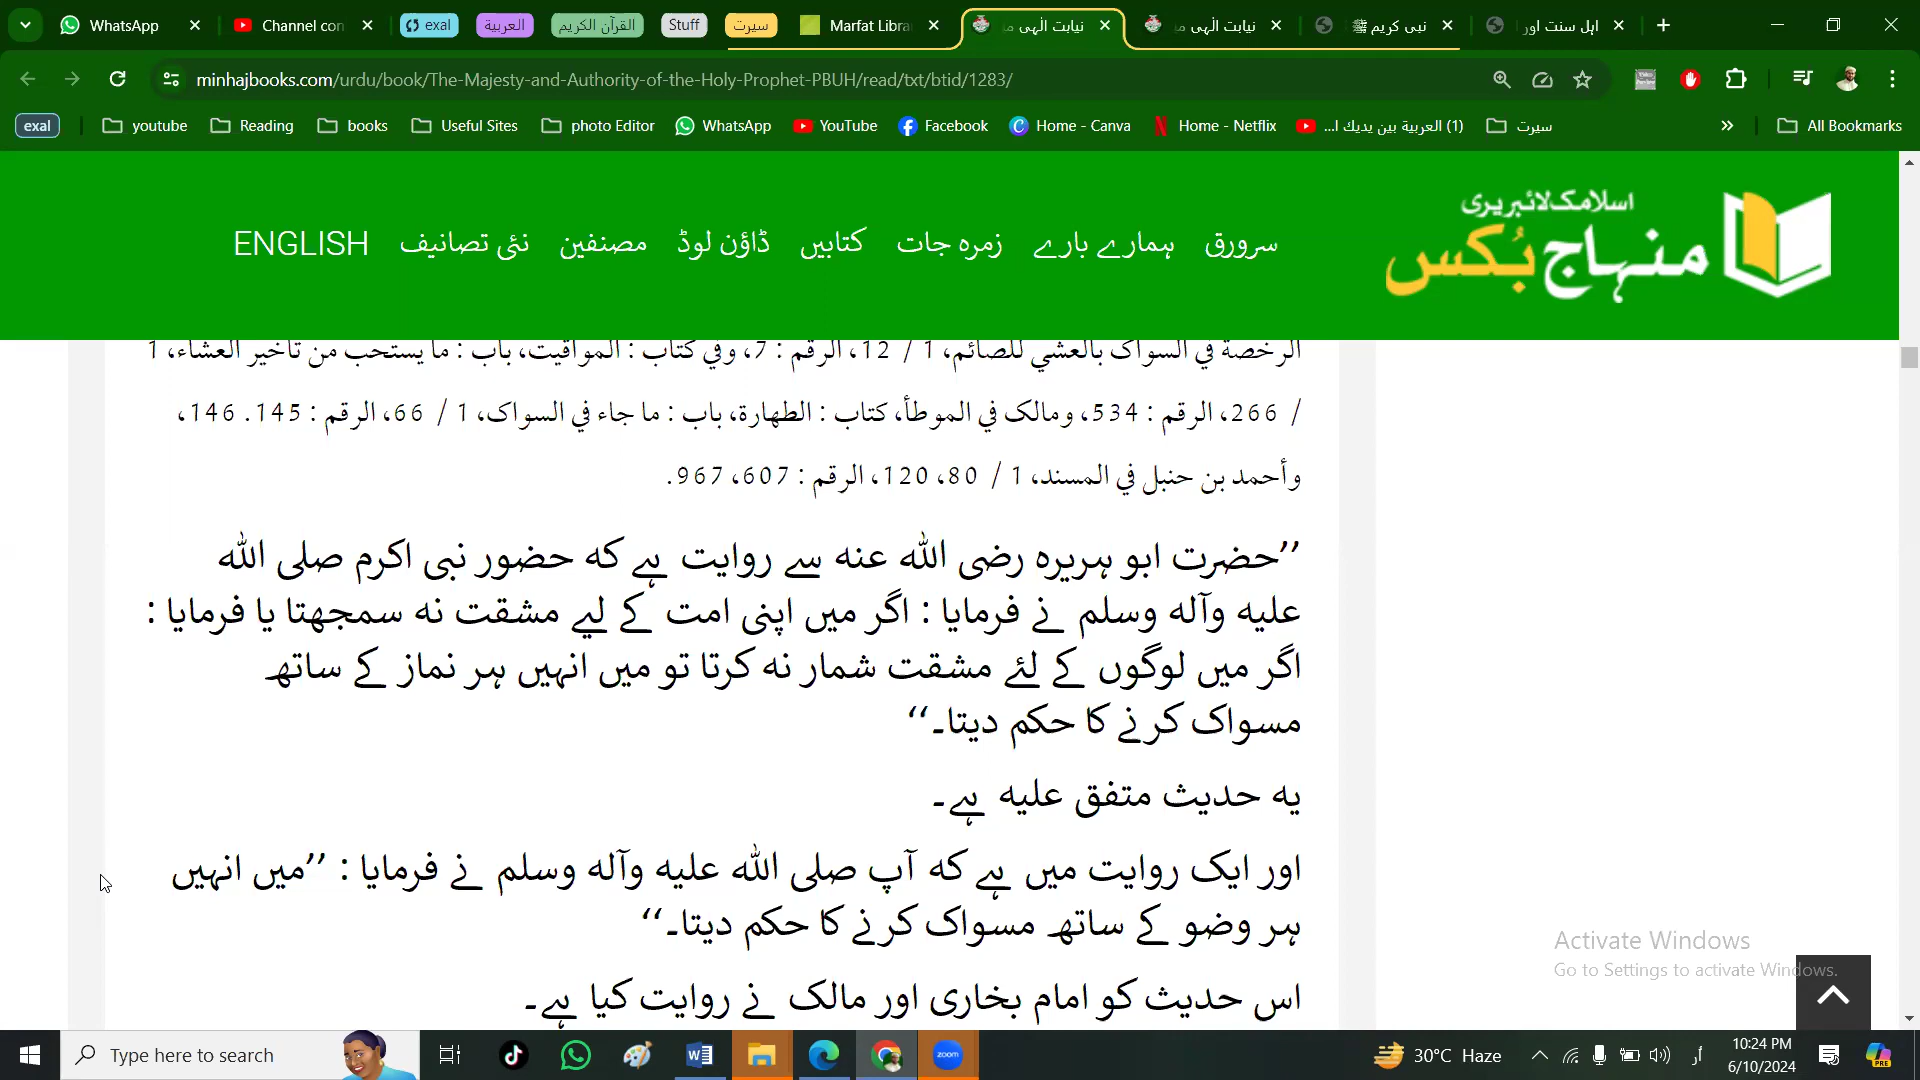 WhatsApp
Channel con
exal
العربية
القرآن الكريم
Stuff
سیرت
Marfat Libra
نیابت الٰہی م
نیابت الٰہی م
نبی کریم ﷺ
اہل سنت اور
minhajbooks.com/urdu/book/The-Majesty-and-Authority-of-the-Holy-Prophet-PBUH/read/txt/btid/1283/
exal
youtube
Reading
books
Useful Sites
photo Editor
WhatsApp
YouTube
Facebook
Home - Canva
Home - Netflix
(1) العربية بين يديك ا...
سیرت
All Bookmarks
اسلامک لائبریری
منہاج بُکس
سرورق
ہمارے بارے
زمرہ جات
کتابیں
ڈاؤن لوڈ
مصنفین
نئی تصانیف
ENGLISH
الرخصة في السواک بالعشي للصائم، 1 / 12، الرقم : 7، وفي کتاب : المواقيت، باب : ما يستحب من تاخير العشاء، 1
/ 266، الرقم : 534، ومالک في الموطأ، کتاب : الطهارة، باب : ما جاء في السواک، 1 / 66، الرقم : 145. 146،
وأحمد بن حنبل في المسند، 1 / 80، 120، الرقم : 607، 967.
’’حضرت ابو ہریرہ رضی اللہ عنہ سے روایت ہے کہ حضور نبی اکرم صلی اللہ
علیہ وآلہ وسلم نے فرمایا : اگر میں اپنی امت کے لیے مشقت نہ سمجھتا یا فرمایا :
اگر میں لوگوں کے لئے مشقت شمار نہ کرتا تو میں انہیں ہر نماز کے ساتھ
مسواک کرنے کا حکم دیتا۔‘‘
یہ حدیث متفق علیہ ہے۔
اور ایک روایت میں ہے کہ آپ صلی اللہ علیہ وآلہ وسلم نے فرمایا : ’’میں انہیں
ہر وضو کے ساتھ مسواک کرنے کا حکم دیتا۔‘‘
اس حدیث کو امام بخاری اور مالک نے روایت کیا ہے۔
Activate Windows
Go to Settings to activate Windows.
Type here to search
zoom
30°C Haze
10:24 PM
6/10/2024